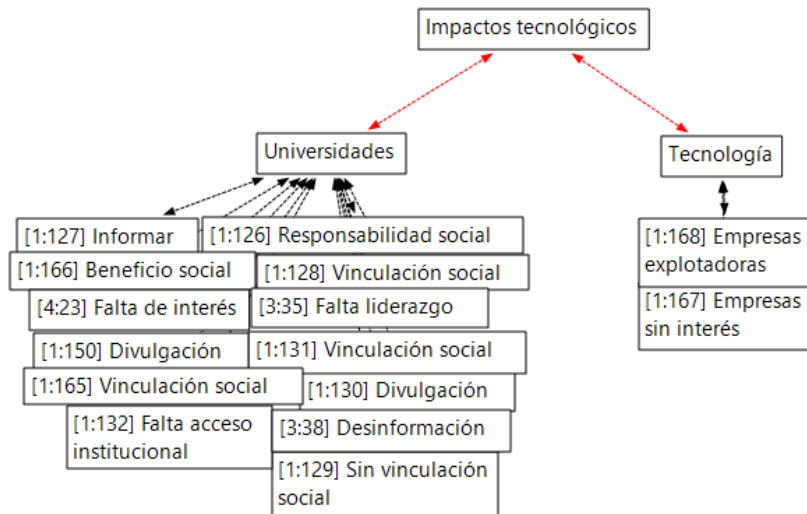 Impactos tecnológicos
Universidades
Tecnología
[1:127] Informar
[1:126] Responsabilidad social
[1:166] Beneficio social
[1:128] Vinculación social
[4:23] Falta de interés
[3:35] Falta liderazgo
[1:150] Divulgación
[1:131] Vinculación social
[1:165] Vinculación social
[1:130] Divulgación
[1:132] Falta acceso
institucional
[3:38] Desinformación
[1:129] Sin vinculación
social
[1:168] Empresas
explotadoras
[1:167] Empresas
sin interés